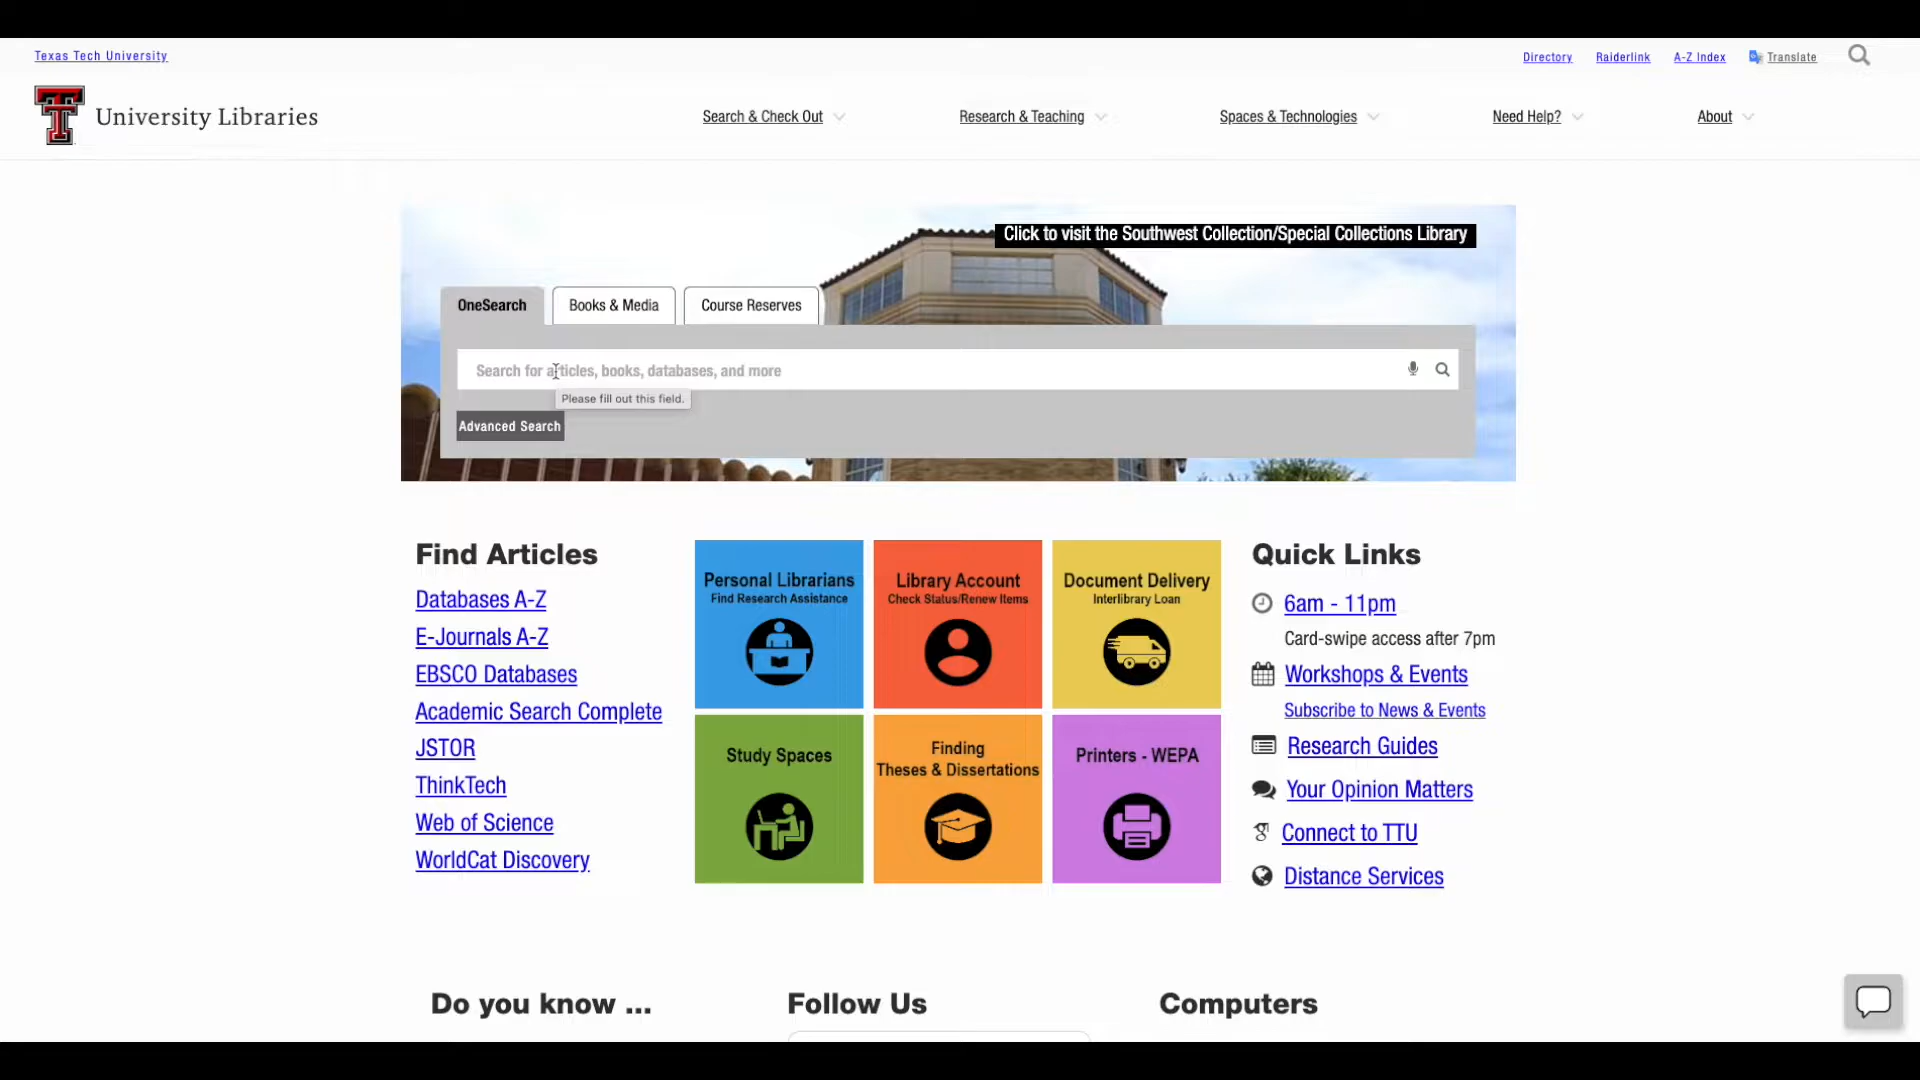 Texas Tech University
Directory
Raiderlink
A-Z Index
Translate
University Libraries
Search & Check Out
Research & Teaching
Spaces & Technologies
Need Help?
About
Click to visit the Southwest Collection/Special Collections Library
OneSearch
Books & Media
Course Reserves
Search for articles, books, databases, and more
Please fill out this field.
Advanced Search
Find Articles
Databases A-Z
E-Journals A-Z
EBSCO Databases
Academic Search Complete
JSTOR
ThinkTech
Web of Science
WorldCat Discovery
Personal Librarians
Find Research Assistance
Library Account
Check Status/Renew Items
Document Delivery
Interlibrary Loan
Study Spaces
Finding
Theses & Dissertations
Printers - WEPA
Quick Links
6am - 11pm
Card-swipe access after 7pm
Workshops & Events
Subscribe to News & Events
Research Guides
Your Opinion Matters
Connect to TTU
Distance Services
Do you know ...
Follow Us
Computers